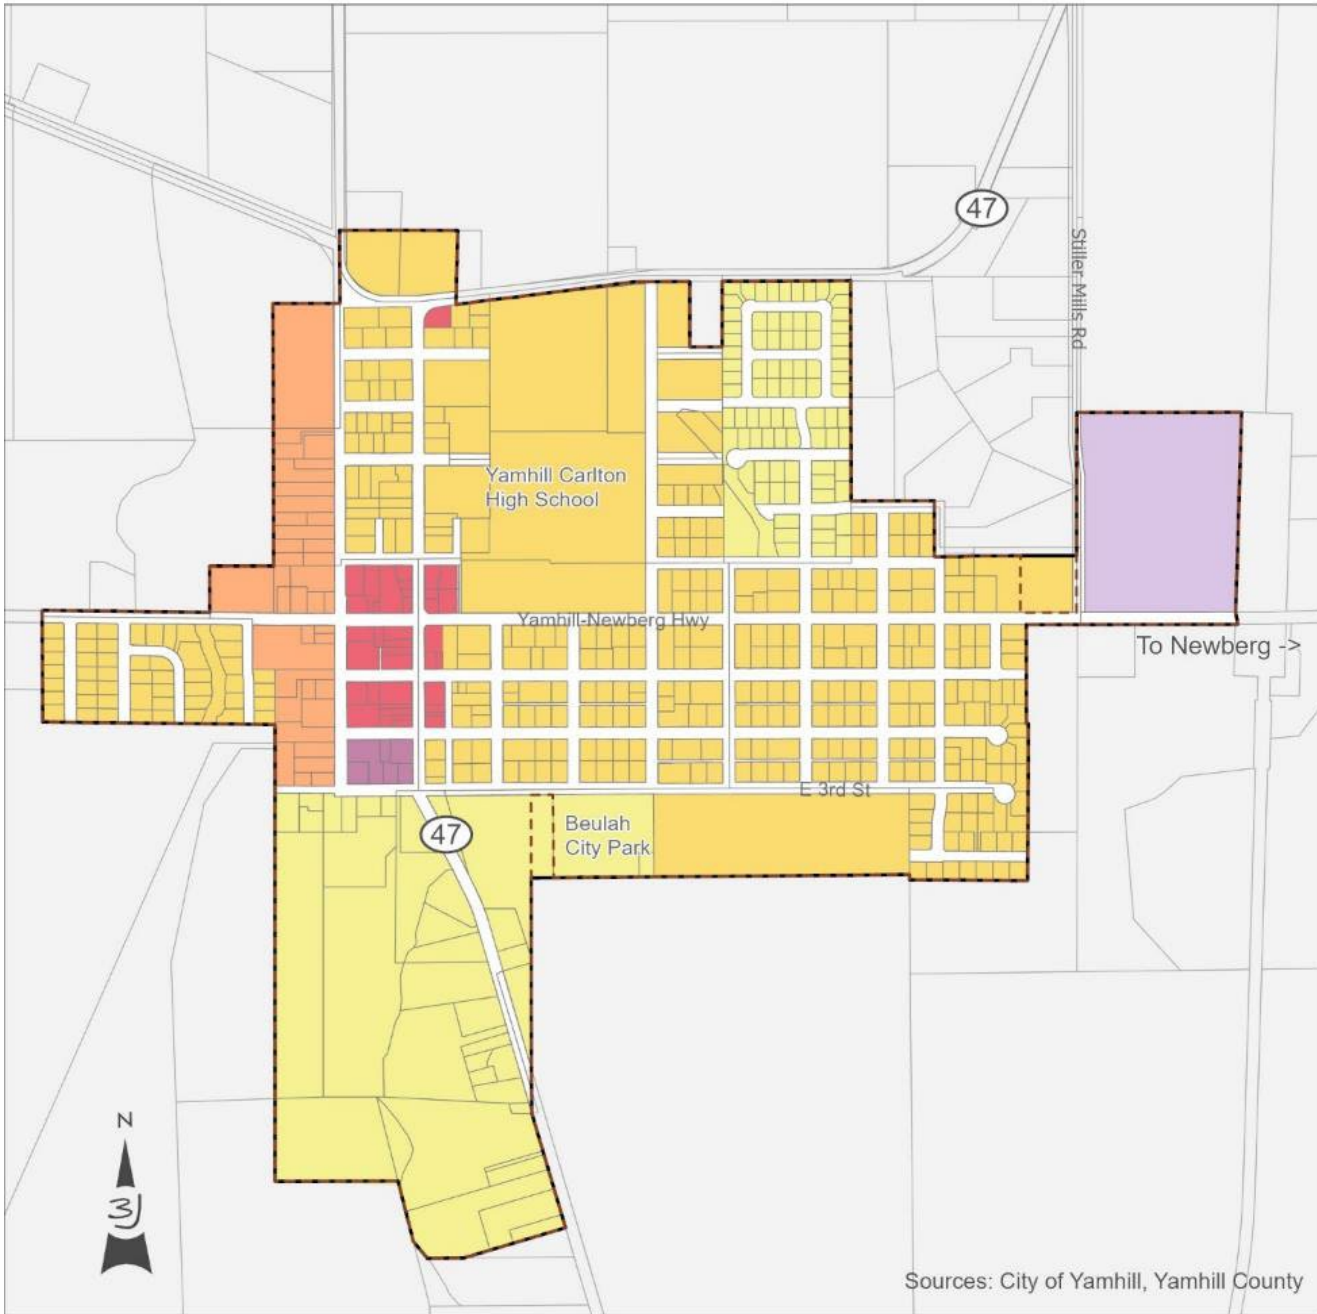 47
Stiller Mills Rd
Yamhill Carlton
High School
Yamhill-Newberg Hwy
To Newberg ->
E 3rd St
47
Beulah
City Park
N
3J
Sources: City of Yamhill, Yamhill County